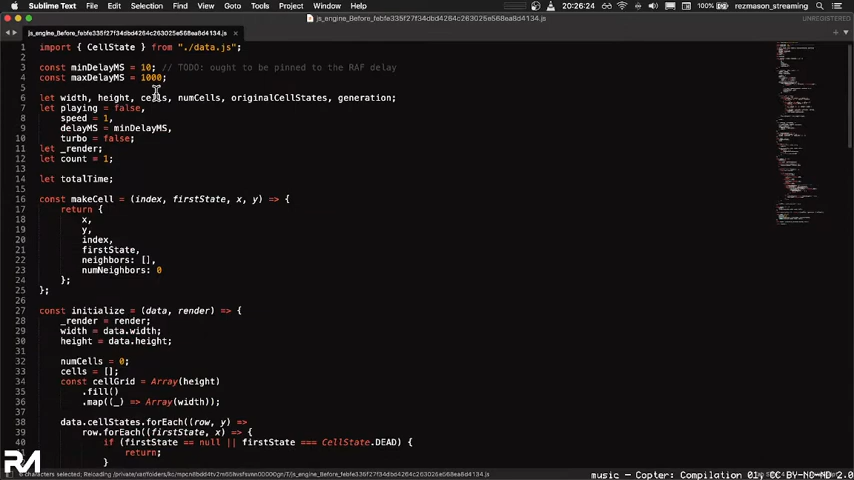 Sublime Text File Edit Selection Find View Goto Tools Project Window Help 100% 20:26:24 rezmason_streaming
js_engine_Before_febfe335f27f34dbd4264c263025e568ea8d4134.js
UNREGISTERED
js_engine_Before_febfe335f27f34dbd4264c263025e568ea8d4134.js
1 import { CellState } from "./data.js";
2
3 const minDelayMS = 10; // TODO: ought to be pinned to the RAF delay
4 const maxDelayMS = 1000;
5
6 let width, height, cells, numCells, originalCellStates, generation;
7 let playing = false,
8 speed = 1,
9 delayMS = minDelayMS,
10 turbo = false;
11 let _render;
12 let count = 1;
13
14 let totalTime;
15
16 const makeCell = (index, firstState, x, y) => {
17 return {
18 x,
19 y,
20 index,
21 firstState,
22 neighbors: [],
23 numNeighbors: 0
24 };
25 };
26
27 const initialize = (data, render) => {
28 _render = render;
29 width = data.width;
30 height = data.height;
31
32 numCells = 0;
33 cells = [];
34 const cellGrid = Array(height)
35 .fill()
36 .map((_) => Array(width));
37
38 data.cellStates.forEach((row, y) =>
39 row.forEach((firstState, x) => {
40 if (firstState == null || firstState === CellState.DEAD) {
41 return;
42 }
RM
characters selected; Reloading
music - Copter: Compilation 01, CC BY-NC-ND 2.0